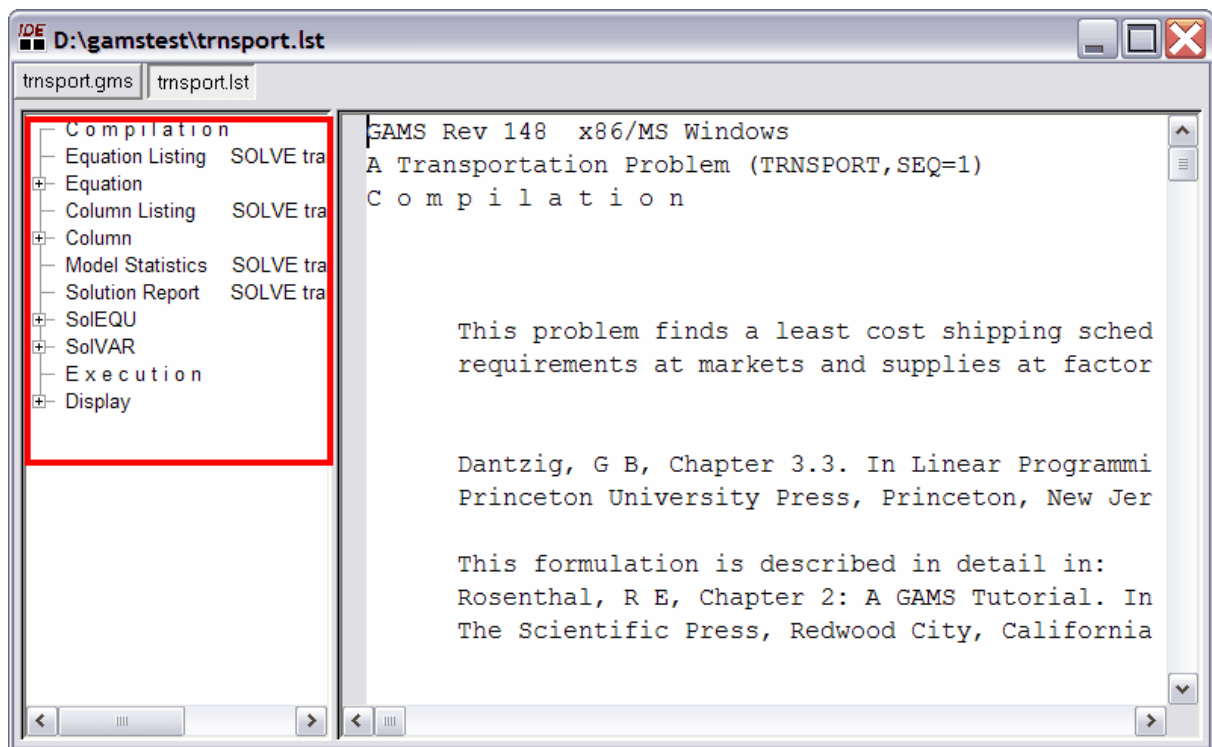 IDE D:\gamstest\trnsport.lst
trnsport.gms trnsport.lst
C o m p i l a t i o n
Equation Listing SOLVE tra
Equation
Column Listing SOLVE tra
Column
Model Statistics SOLVE tra
Solution Report SOLVE tra
SolEQU
SolVAR
E x e c u t i o n
Display
GAMS Rev 148 x86/MS Windows
A Transportation Problem (TRNSPORT,SEQ=1)
C o m p i l a t i o n
This problem finds a least cost shipping sched
requirements at markets and supplies at factor
Dantzig, G B, Chapter 3.3. In Linear Programmi
Princeton University Press, Princeton, New Jer
This formulation is described in detail in:
Rosenthal, R E, Chapter 2: A GAMS Tutorial. In
The Scientific Press, Redwood City, California